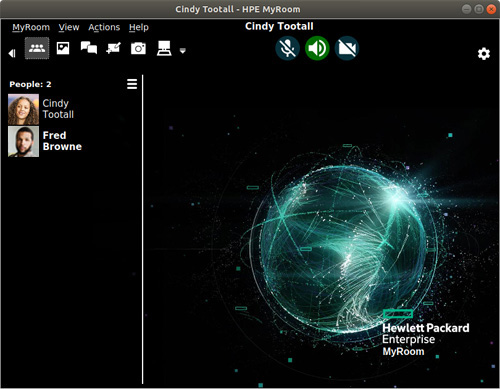 Cindy Tootall - HPE MyRoom
MyRoom View Actions Help
Cindy Tootall
People: 2
Cindy
Tootall
Fred
Browne
Hewlett Packard
Enterprise
MyRoom